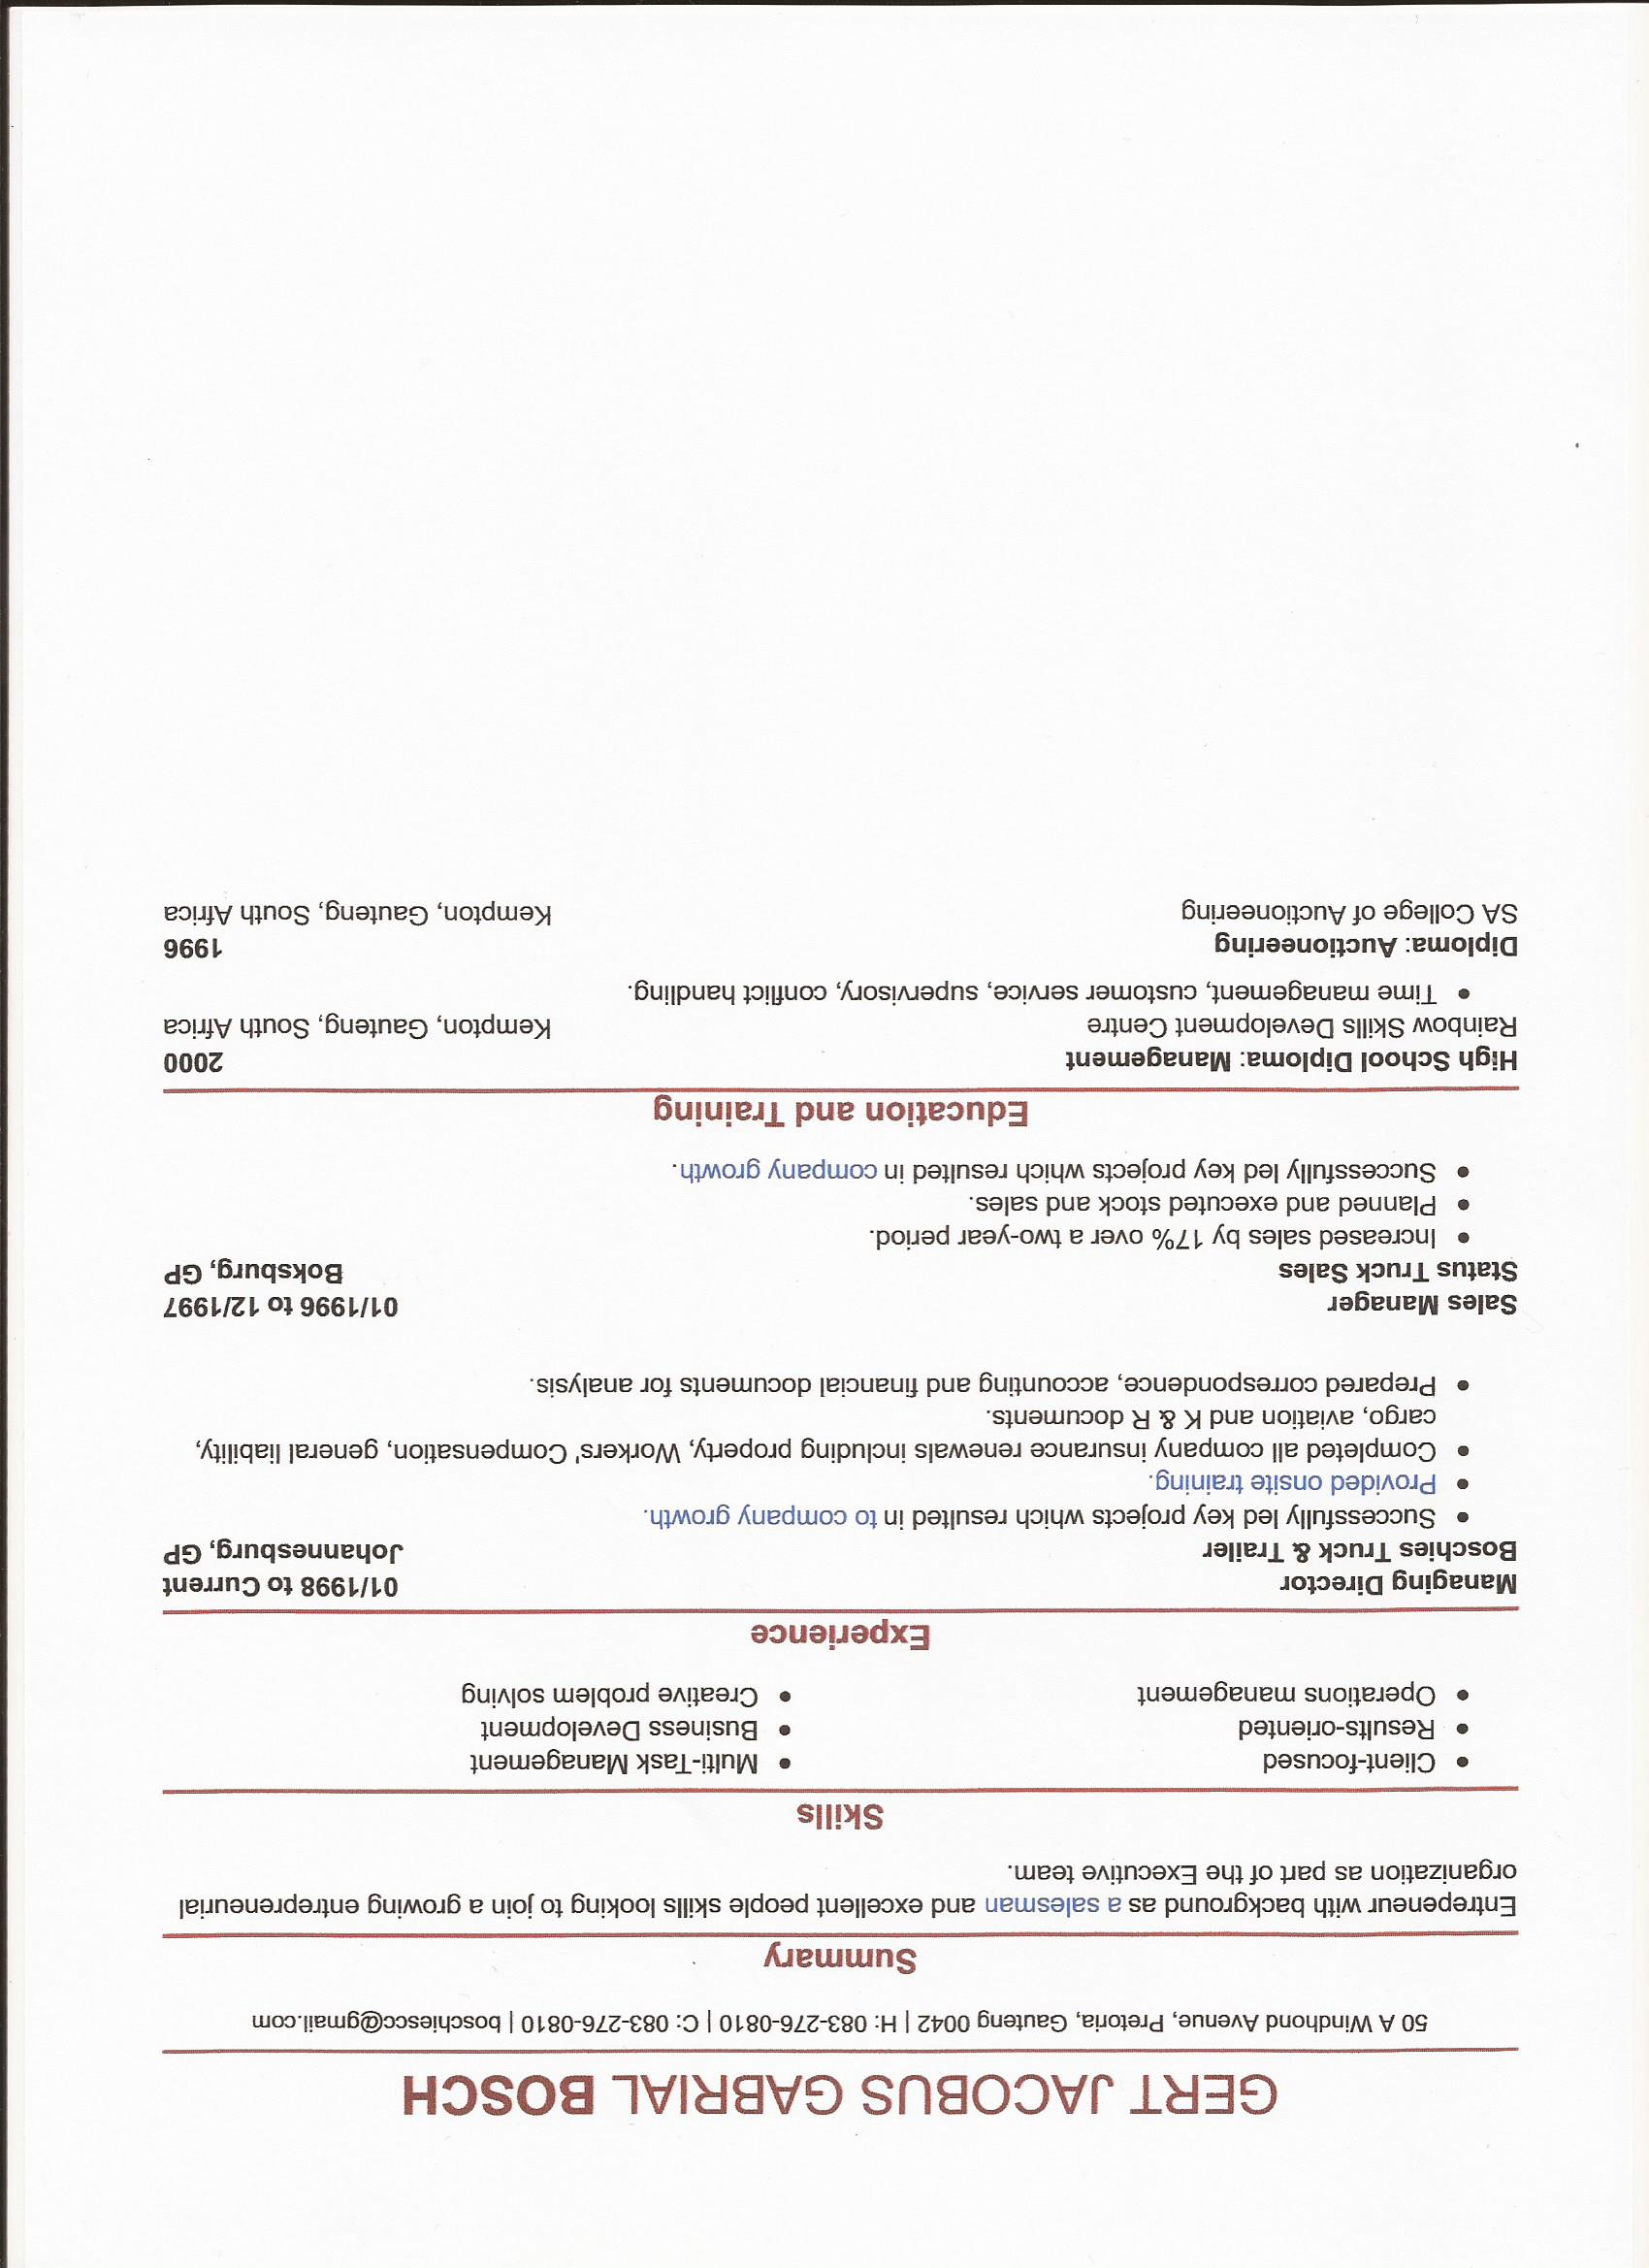 GERT JACOBUS GABRIAL BOSCH
50 A Windhond Avenue, Pretoria, Gauteng 0042 | H: 083-276-0810 | C: 083-276-0810 | boschiescc@gmail.com
Summary
Entrepeneur with background as a salesman and excellent people skills looking to join a growing entrepreneurial
organization as part of the Executive team.
Skills
• Client-focused • Multi-Task Management
• Results-oriented • Business Development
• Operations management • Creative problem solving
Experience
Managing Director 01/1998 to Current
Boschies Truck & Trailer Johannesburg, GP
• Successfully led key projects which resulted in to company growth.
• Provided onsite training.
• Completed all company insurance renewals including property, Workers' Compensation, general liability,
cargo, aviation and K & R documents.
• Prepared correspondence, accounting and financial documents for analysis.
Sales Manager 01/1996 to 12/1997
Status Truck Sales Boksburg, GP
• Increased sales by 17% over a two-year period.
• Planned and executed stock and sales.
• Successfully led key projects which resulted in company growth.
Education and Training
High School Diploma: Management 2000
Rainbow Skills Development Centre Kempton, Gauteng, South Africa
• Time management, customer service, supervisory, conflict handling.
Diploma: Auctioneering 1996
SA College of Auctioneering Kempton, Gauteng, South Africa